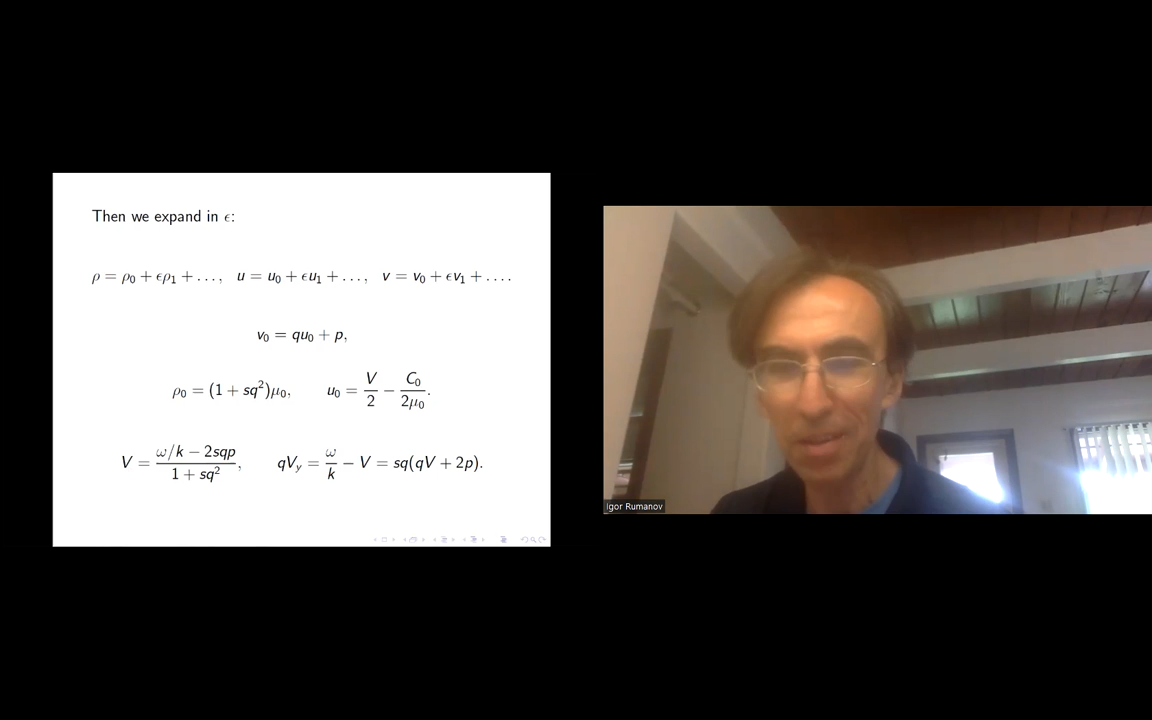 Then we expand in ϵ:
ρ = ρ₀ + ϵρ₁ + . . . , u = u₀ + ϵu₁ + . . . , v = v₀ + ϵv₁ + . . . .
v₀ = qu₀ + p,
ρ₀ = (1 + sq²)μ₀, u₀ = V/2 − C₀/2μ₀.
V = ω/k − 2sqp / 1 + sq², qV_y = ω/k − V = sq(qV + 2p).
Igor Rumanov